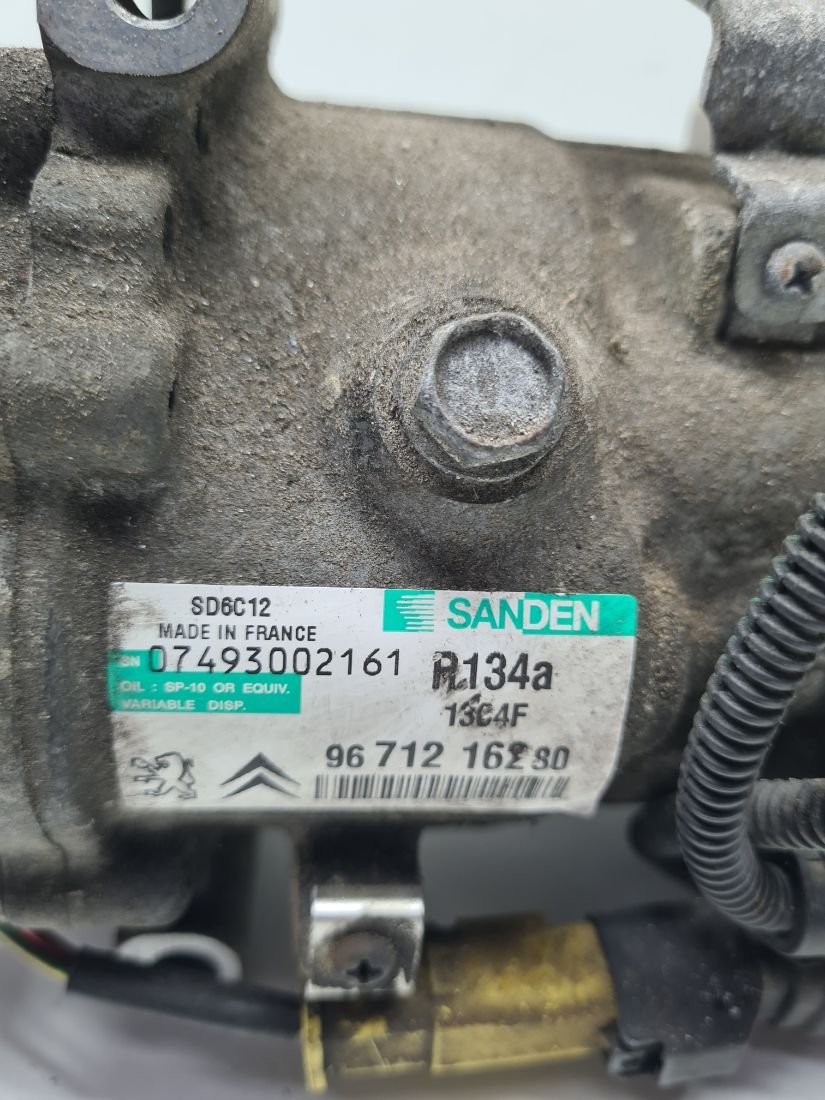 SD6C12
SANDEN
MADE IN FRANCE
SN 07493002161 R134a
OIL : SP-10 OR EQUIV.
VARIABLE DISP.
13C4F
96 712 162 80